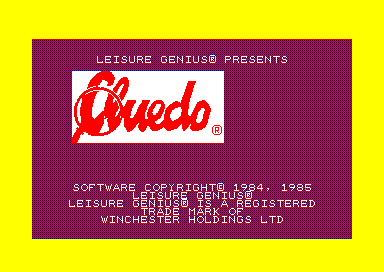 LEISURE GENIUS® PRESENTS
Cluedo®
SOFTWARE COPYRIGHT© 1984, 1985
LEISURE GENIUS®
LEISURE GENIUS® IS A REGISTERED
TRADE MARK OF
WINCHESTER HOLDINGS LTD